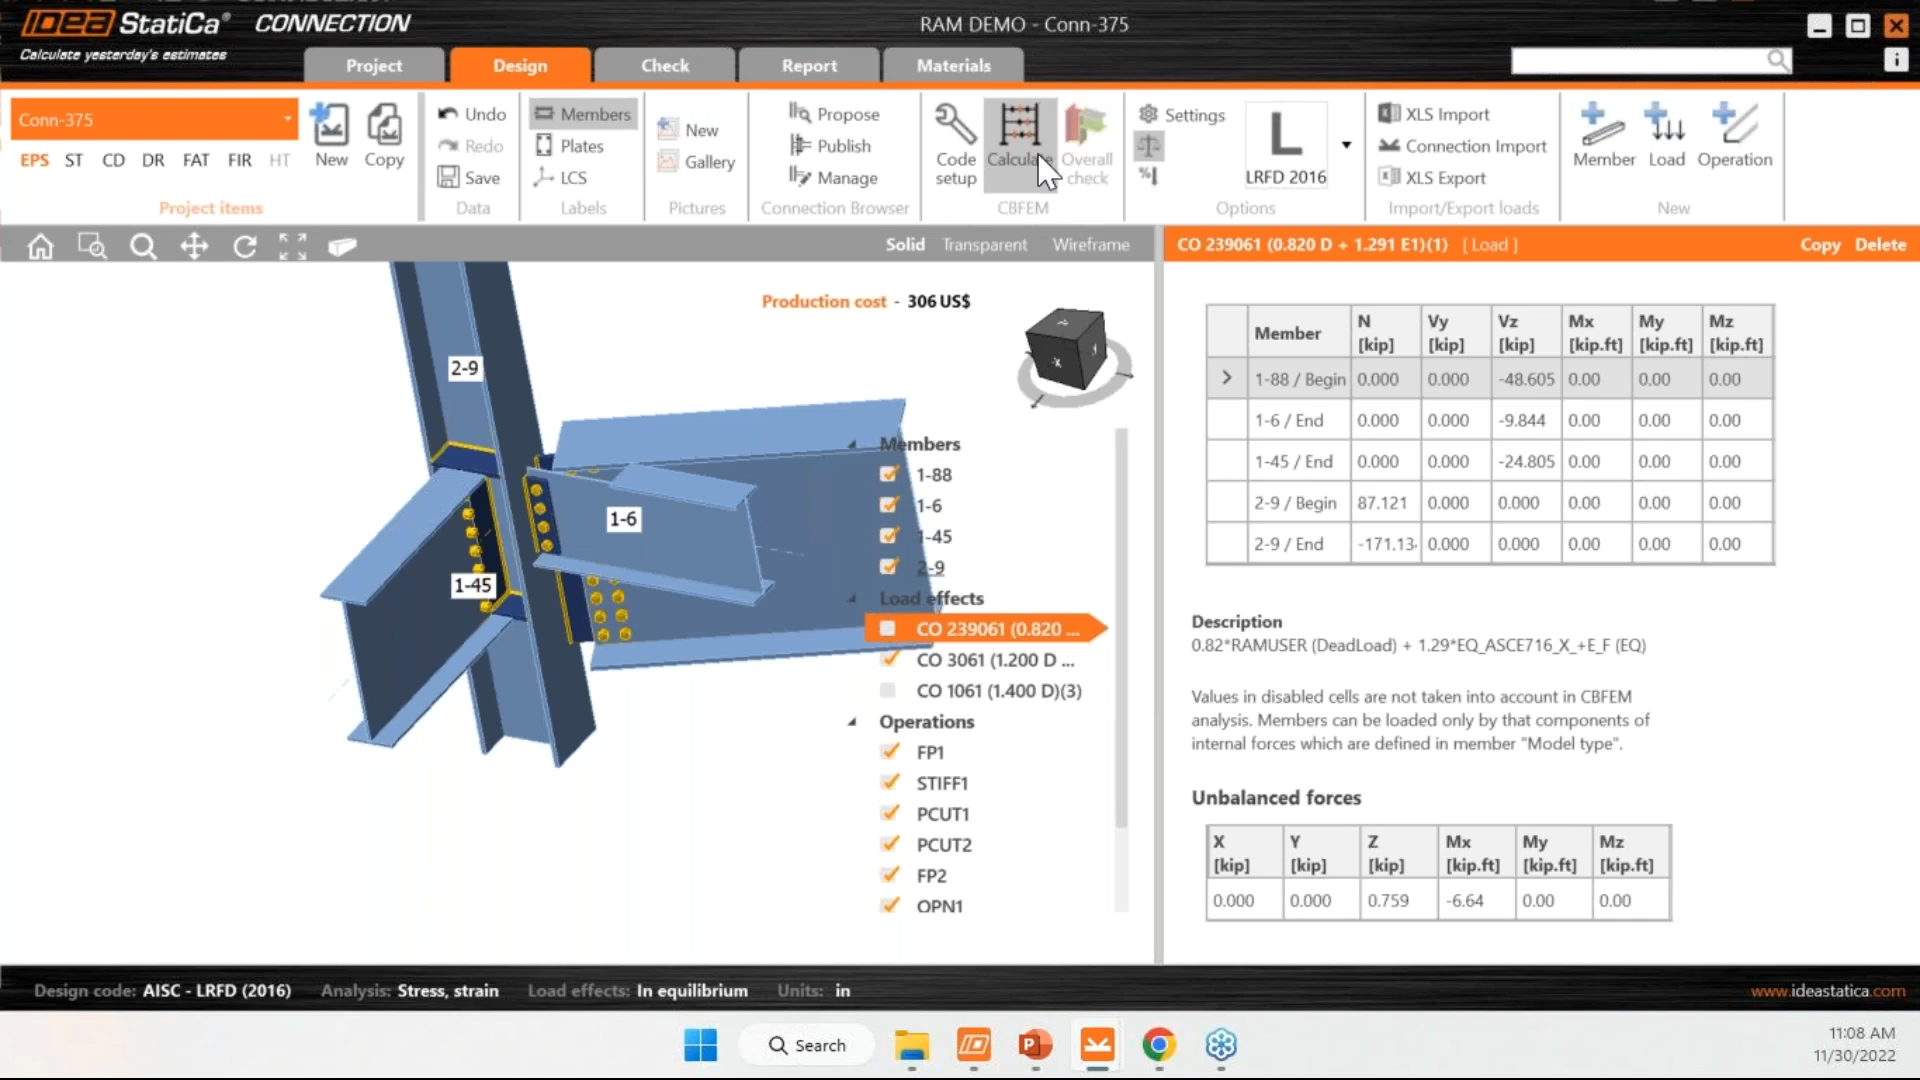 IDEA StatiCa® CONNECTION
Calculate yesterday's estimates
RAM DEMO - Conn-375
Project
Design
Check
Report
Materials
Conn-375
EPS ST CD DR FAT FIR HT
New
Copy
Project items
Undo
Redo
Save
Data
Members
Plates
LCS
Labels
New
Gallery
Pictures
Propose
Publish
Manage
Connection Browser
Code setup
Calculate
Overall check
CBFEM
Settings
LRFD 2016
Options
XLS Import
Connection Import
XLS Export
Import/Export loads
Member
Load
Operation
New
Solid Transparent Wireframe
CO 239061 (0.820 D + 1.291 E1)(1) [ Load ]
Copy Delete
Production cost - 306 US$
2-9
1-6
1-45
Members
1-88
1-6
1-45
2-9
Load effects
CO 239061 (0.820 ...
CO 3061 (1.200 D ...
CO 1061 (1.400 D)(3)
Operations
FP1
STIFF1
PCUT1
PCUT2
FP2
OPN1
Member N [kip] Vy [kip] Vz [kip] Mx [kip.ft] My [kip.ft] Mz [kip.ft]
1-88 / Begin 0.000 0.000 -48.605 0.00 0.00 0.00
1-6 / End 0.000 0.000 -9.844 0.00 0.00 0.00
1-45 / End 0.000 0.000 -24.805 0.00 0.00 0.00
2-9 / Begin 87.121 0.000 0.000 0.00 0.00 0.00
2-9 / End -171.13 0.000 0.000 0.00 0.00 0.00
Description
0.82*RAMUSER (DeadLoad) + 1.29*EQ_ASCE716_X_+E_F (EQ)
Values in disabled cells are not taken into account in CBFEM
analysis. Members can be loaded only by that components of
internal forces which are defined in member "Model type".
Unbalanced forces
X [kip] Y [kip] Z [kip] Mx [kip.ft] My [kip.ft] Mz [kip.ft]
0.000 0.000 0.759 -6.64 0.00 0.00
Design code: AISC - LRFD (2016) Analysis: Stress, strain Load effects: In equilibrium Units: in
www.ideastatica.com
Search
11:08 AM
11/30/2022